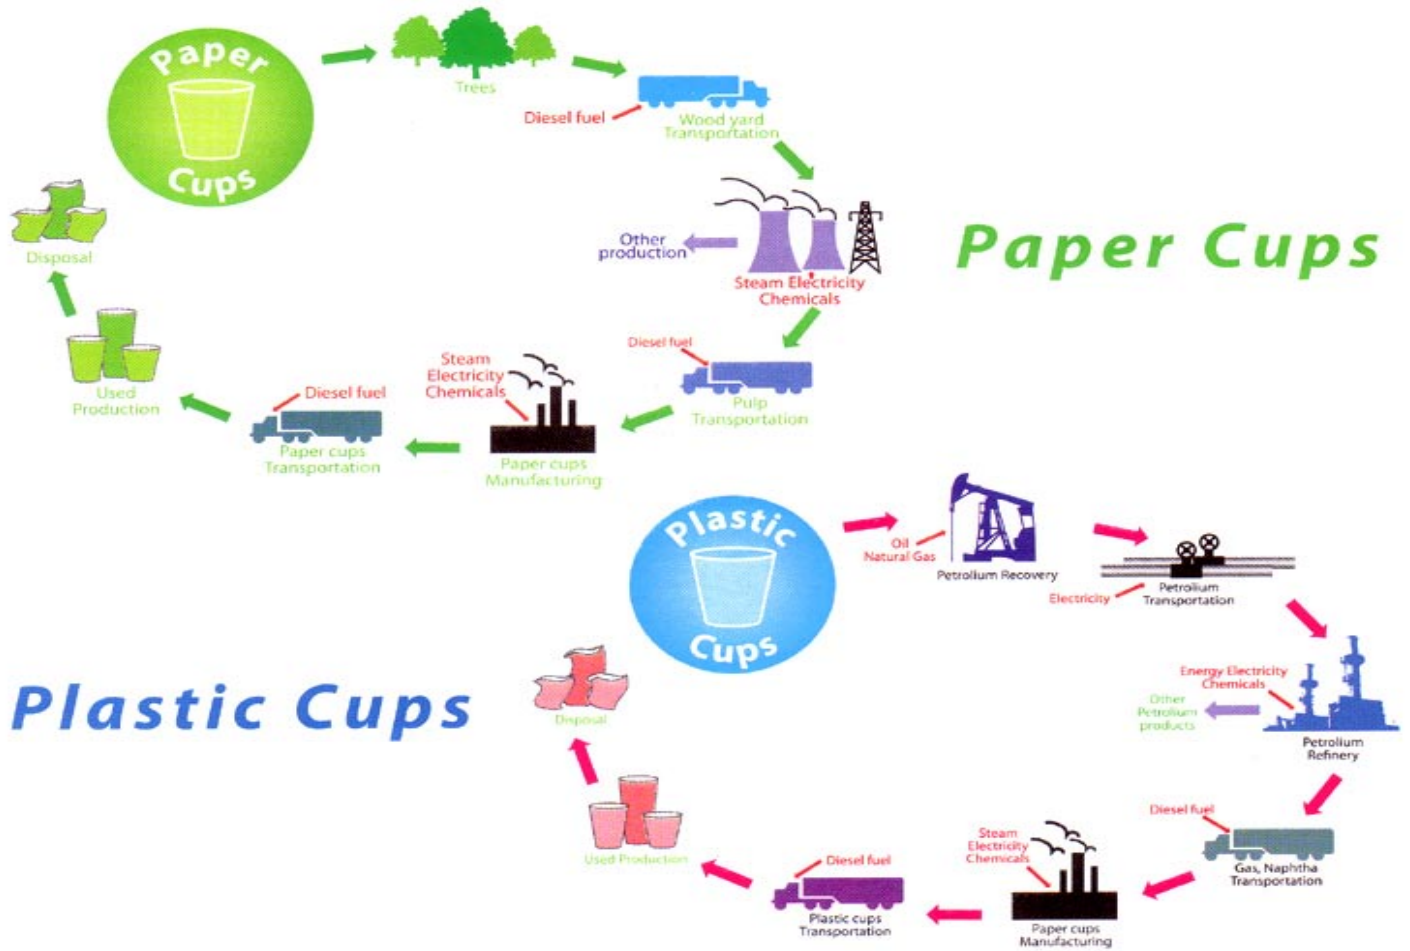 Paper
Cups
Trees
Diesel fuel
Wood yard
Transportation
Other
production
Steam Electricity
Chemicals
Paper Cups
Diesel fuel
Pulp
Transportation
Steam
Electricity
Chemicals
Paper cups
Manufacturing
Diesel fuel
Paper cups
Transportation
Used
Production
Disposal
Plastic
Cups
Oil
Natural Gas
Petrolium Recovery
Electricity
Petrolium
Transportation
Energy Electricity
Chemicals
Other
Petrolium
products
Petrolium
Refinery
Diesel fuel
Gas, Naphtha
Transportation
Steam
Electricity
Chemicals
Paper cups
Manufacturing
Diesel fuel
Plastic cups
Transportation
Used Production
Disposal
Plastic Cups